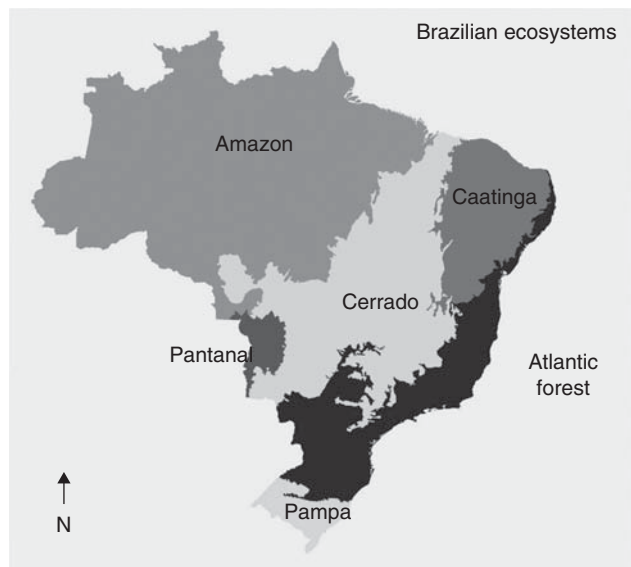 Brazilian ecosystems
Amazon
Caatinga
Cerrado
Pantanal
Atlantic
forest
N
Pampa